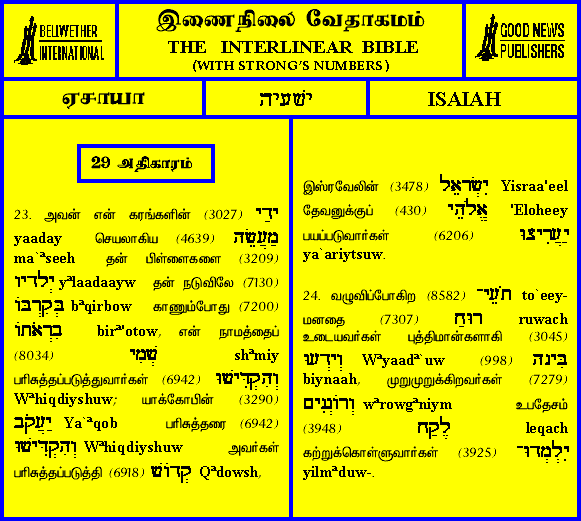 BELLWETHER
INTERNATIONAL
இணைநிலை வேதாகமம்
THE INTERLINEAR BIBLE
(WITH STRONG'S NUMBERS)
GOOD NEWS
PUBLISHERS
ஏசாயா
ישעיה
ISAIAH
29 அதிகாரம்
23. அவன் என் கரங்களின் (3027) יָדַי
yaaday செயலாகிய (4639) מַעֲשֵׂה
ma`ªseeh தன் பிள்ளைகளை (3209)
יְלָדָיו yªlaadaayw தன் நடுவிலே (7130)
בְּקִרְבּוֹ bªqirbow காணும்போது (7200)
בִרְאֹתוֹ birª'otow, என் நாமத்தைப்
(8034) שְׁמִי shªmiy
பரிசுத்தப்படுத்துவார்கள் (6942) וְהִקְדִּישׁוּ
Wªhiqdiyshuw; யாக்கோபின் (3290)
יַעֲקֹב Ya`ªqob பரிசுத்தரை (6942)
וְהִקְדִּישׁוּ Wªhiqdiyshuw அவர்கள்
பரிசுத்தப்படுத்தி (6918) קְדוֹשׁ Qªdowsh,
இஸ்ரவேலின் (3478) יִשְׂרָאֵל Yisraa'eel
தேவனுக்குப் (430) אֱלֹהֵי 'Eloheey
பயப்படுவார்கள் (6206) יַעֲרִיצוּ
ya`ariytsuw.
24. வழுவிப்போகிற (8582) תֹעֵי־ to`eey-
மனதை (7307) רוּחַ ruwach
உடையவர்கள் புத்திமான்களாகி (3045)
וְיָדְעוּ Wªyaadª`uw (998) בִּינָה
biynaah, முறுமுறுக்கிறவர்கள் (7279)
וְרוֹגְנִים wªrowgªniym உபதேசம்
(3948) לֶקַח leqach
கற்றுக்கொள்ளுவார்கள் (3925) יִלְמְדוּ־
yilmªduw-.